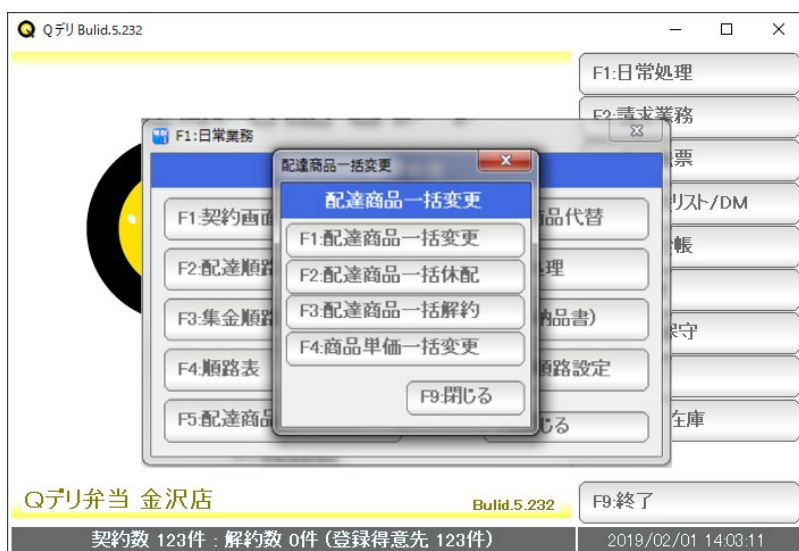 Qデリ Bulid.5.232
F1:日常処理
F2:請求業務
票
リスト/DM
帳
保守
在庫
F1:日常業務
F1:契約画面
商品代替
F2:配達順路
処理
F3:集金順路
納品書)
F4:順路表
順路設定
F5:配達商品
閉じる
配達商品一括変更
配達商品一括変更
F1:配達商品一括変更
F2:配達商品一括休配
F3:配達商品一括解約
F4:商品単価一括変更
F9:閉じる
Qデリ弁当 金沢店
Bulid.5.232
F9:終了
契約数 123件 : 解約数 0件 (登録得意先 123件)
2019/02/01 14:03:11